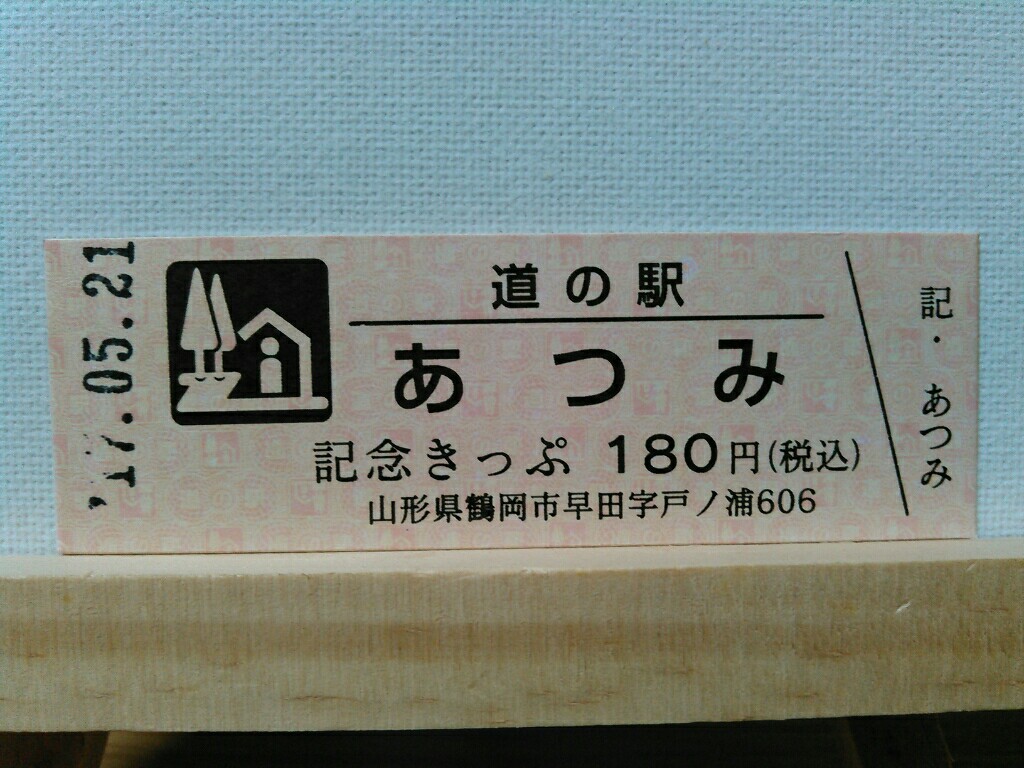 '17.05.21
道の駅
あつみ
記念きっぷ 180円(税込)
山形県鶴岡市早田字戸ノ浦606
記・あつみ